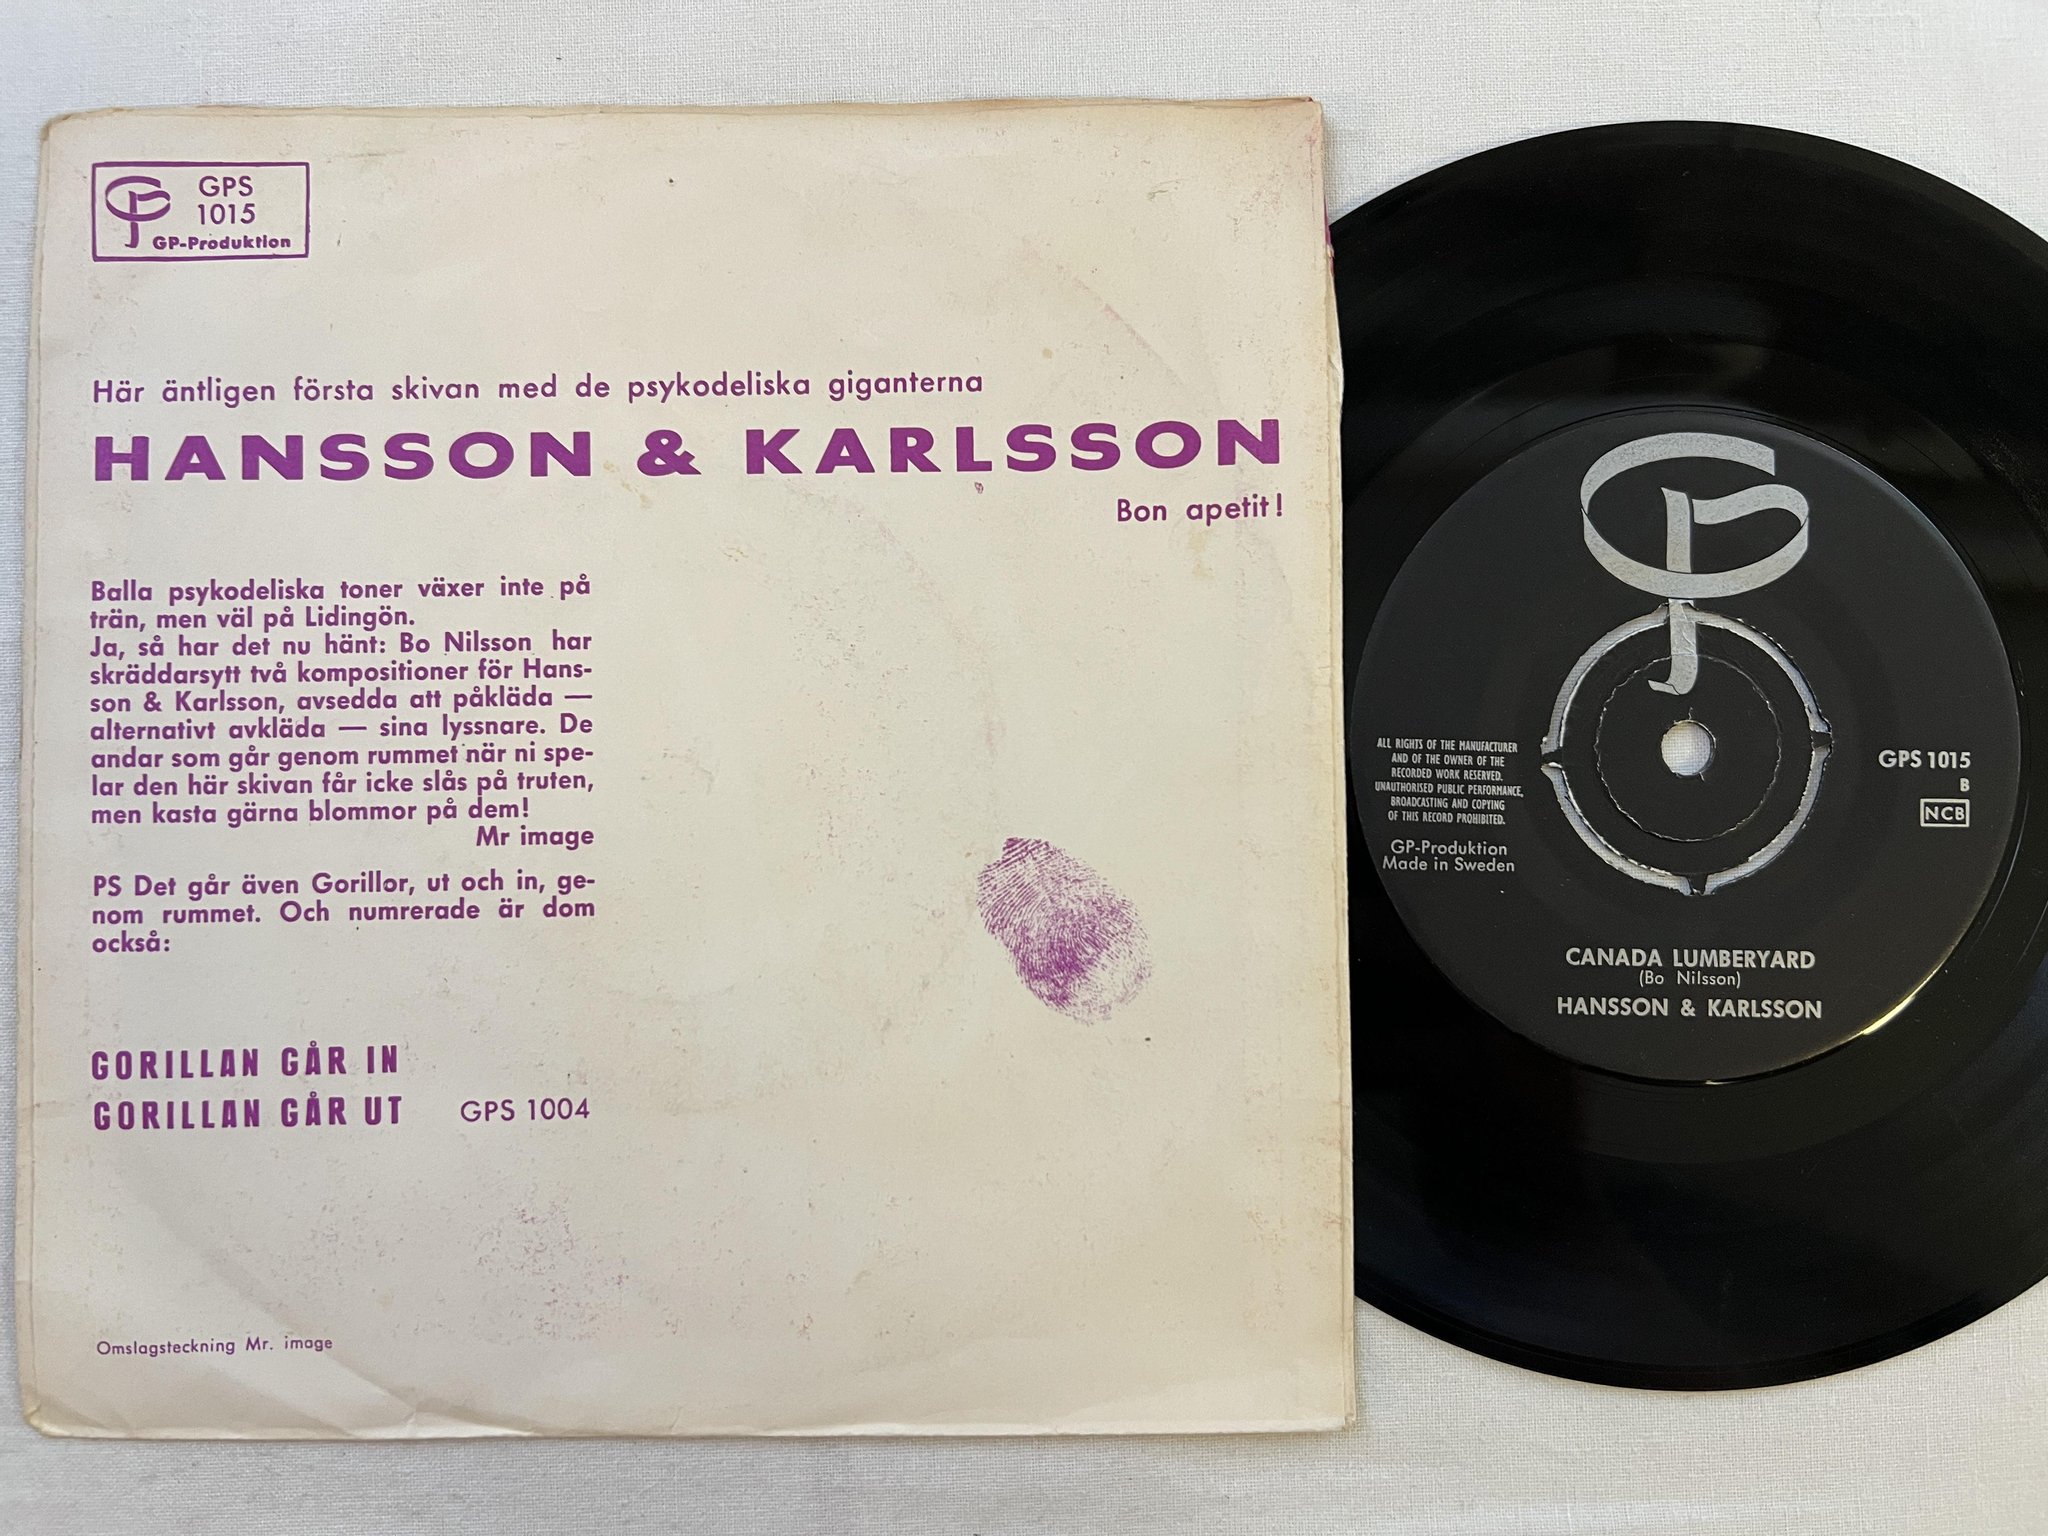 GPS
1015
GP-Produktion
Här äntligen första skivan med de psykodeliska giganterna
HANSSON & KARLSSON
Bon apetit!
Balla psykodeliska toner växer inte på
trän, men väl på Lidingön.
Ja, så har det nu hänt: Bo Nilsson har
skräddarsytt två kompositioner för Hans-
son & Karlsson, avsedda att påkläda —
alternativt avkläda — sina lyssnare. De
andar som går genom rummet när ni spe-
lar den här skivan får icke slås på truten,
men kasta gärna blommor på dem!
Mr image
PS Det går även Gorillor, ut och in, ge-
nom rummet. Och numrerade är dom
också:
GORILLAN GÅR IN
GORILLAN GÅR UT GPS 1004
Omslagsteckning Mr. image
ALL RIGHTS OF THE MANUFACTURER
AND OF THE OWNER OF THE
RECORDED WORK RESERVED.
UNAUTHORISED PUBLIC PERFORMANCE,
BROADCASTING AND COPYING
OF THIS RECORD PROHIBITED.
GP-Produktion
Made in Sweden
GPS 1015
B
NCB
CANADA LUMBERYARD
(Bo Nilsson)
HANSSON & KARLSSON